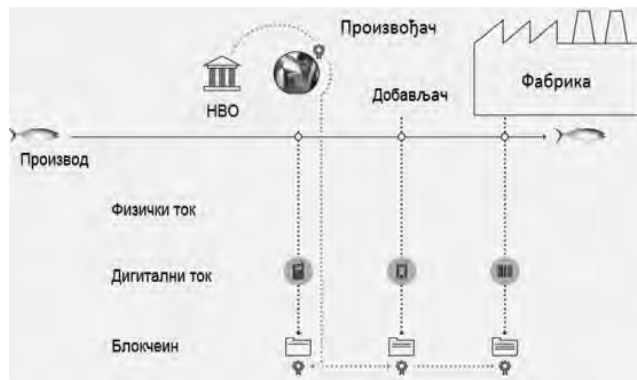 Произвођач
НВО
Добављач
Фабрика
Производ
Физички ток
Дигитални ток
Блокчеин